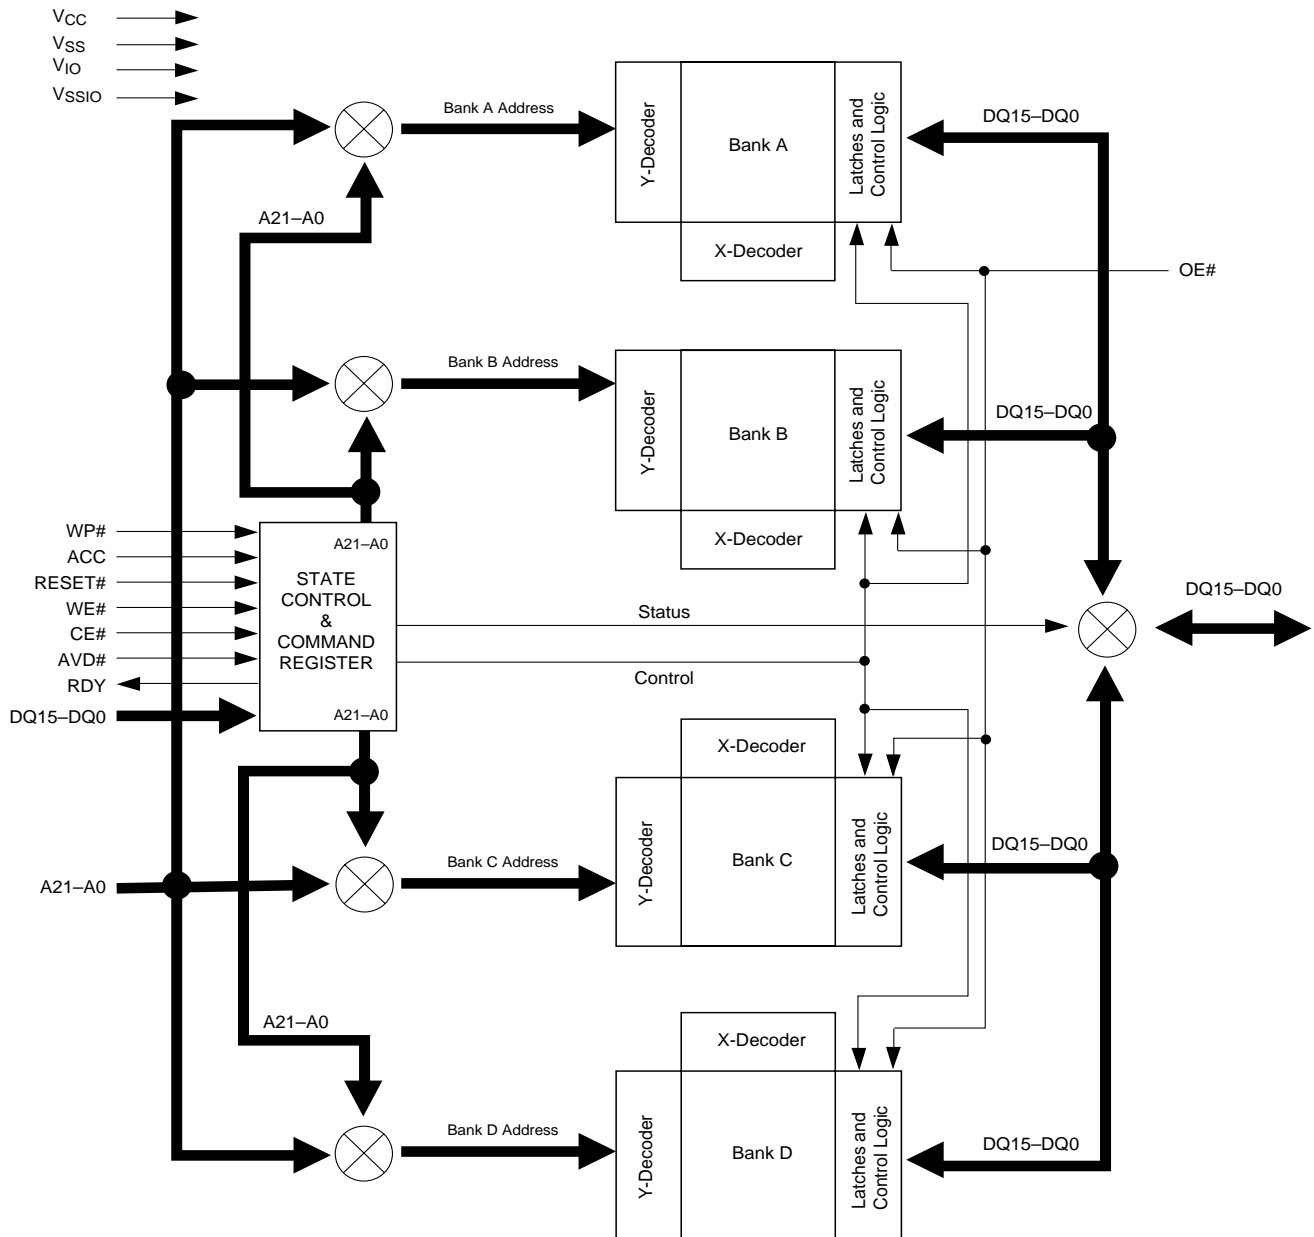 VCC
VSS
VIO
VSSIO
Bank A Address
Y-Decoder
Bank A
Latches and
Control Logic
DQ15–DQ0
A21–A0
X-Decoder
OE#
Bank B Address
Y-Decoder
Bank B
Latches and
Control Logic
DQ15–DQ0
X-Decoder
WP#
ACC
RESET#
WE#
CE#
AVD#
RDY
DQ15–DQ0
A21–A0
STATE
CONTROL
&
COMMAND
REGISTER
A21–A0
Status
Control
DQ15–DQ0
X-Decoder
Bank C Address
Y-Decoder
Bank C
Latches and
Control Logic
DQ15–DQ0
A21–A0
A21–A0
X-Decoder
Bank D Address
Y-Decoder
Bank D
Latches and
Control Logic
DQ15–DQ0